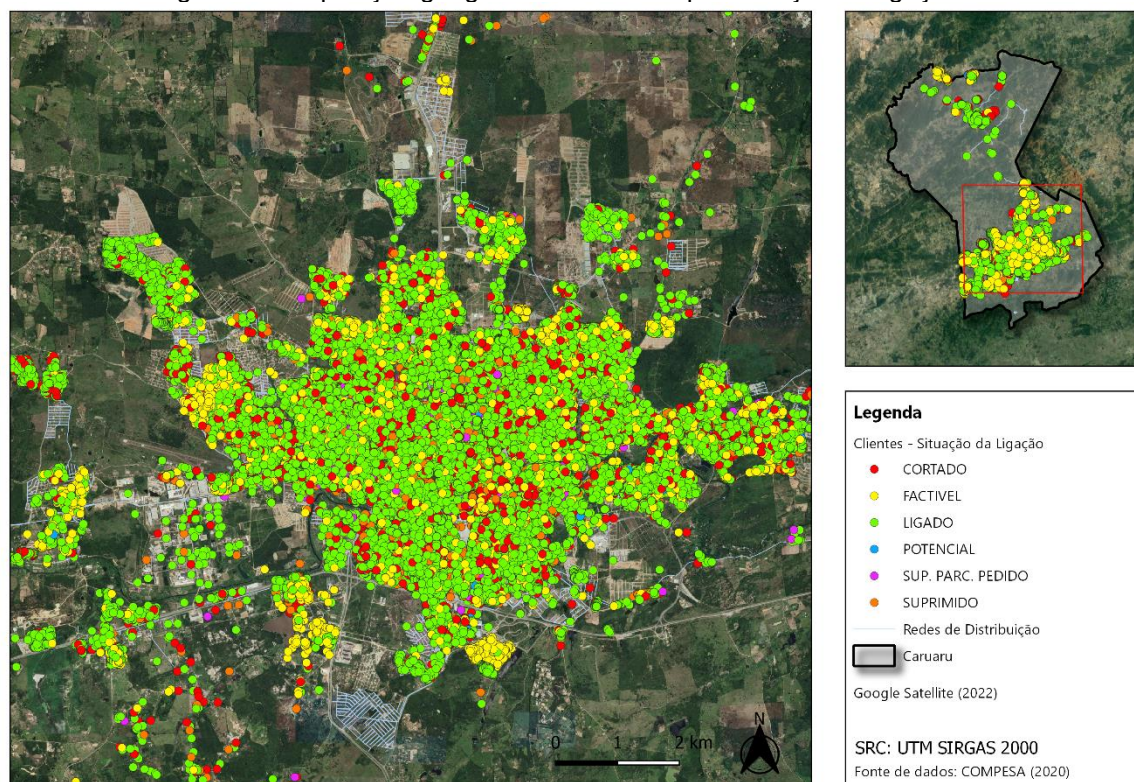 N
0 1 2 km
Legenda
Clientes - Situação da Ligação
CORTADO
FACTIVEL
LIGADO
POTENCIAL
SUP. PARC. PEDIDO
SUPRIMIDO
Redes de Distribuição
Caruaru
Google Satellite (2022)
SRC: UTM SIRGAS 2000
Fonte de dados: COMPESA (2020)